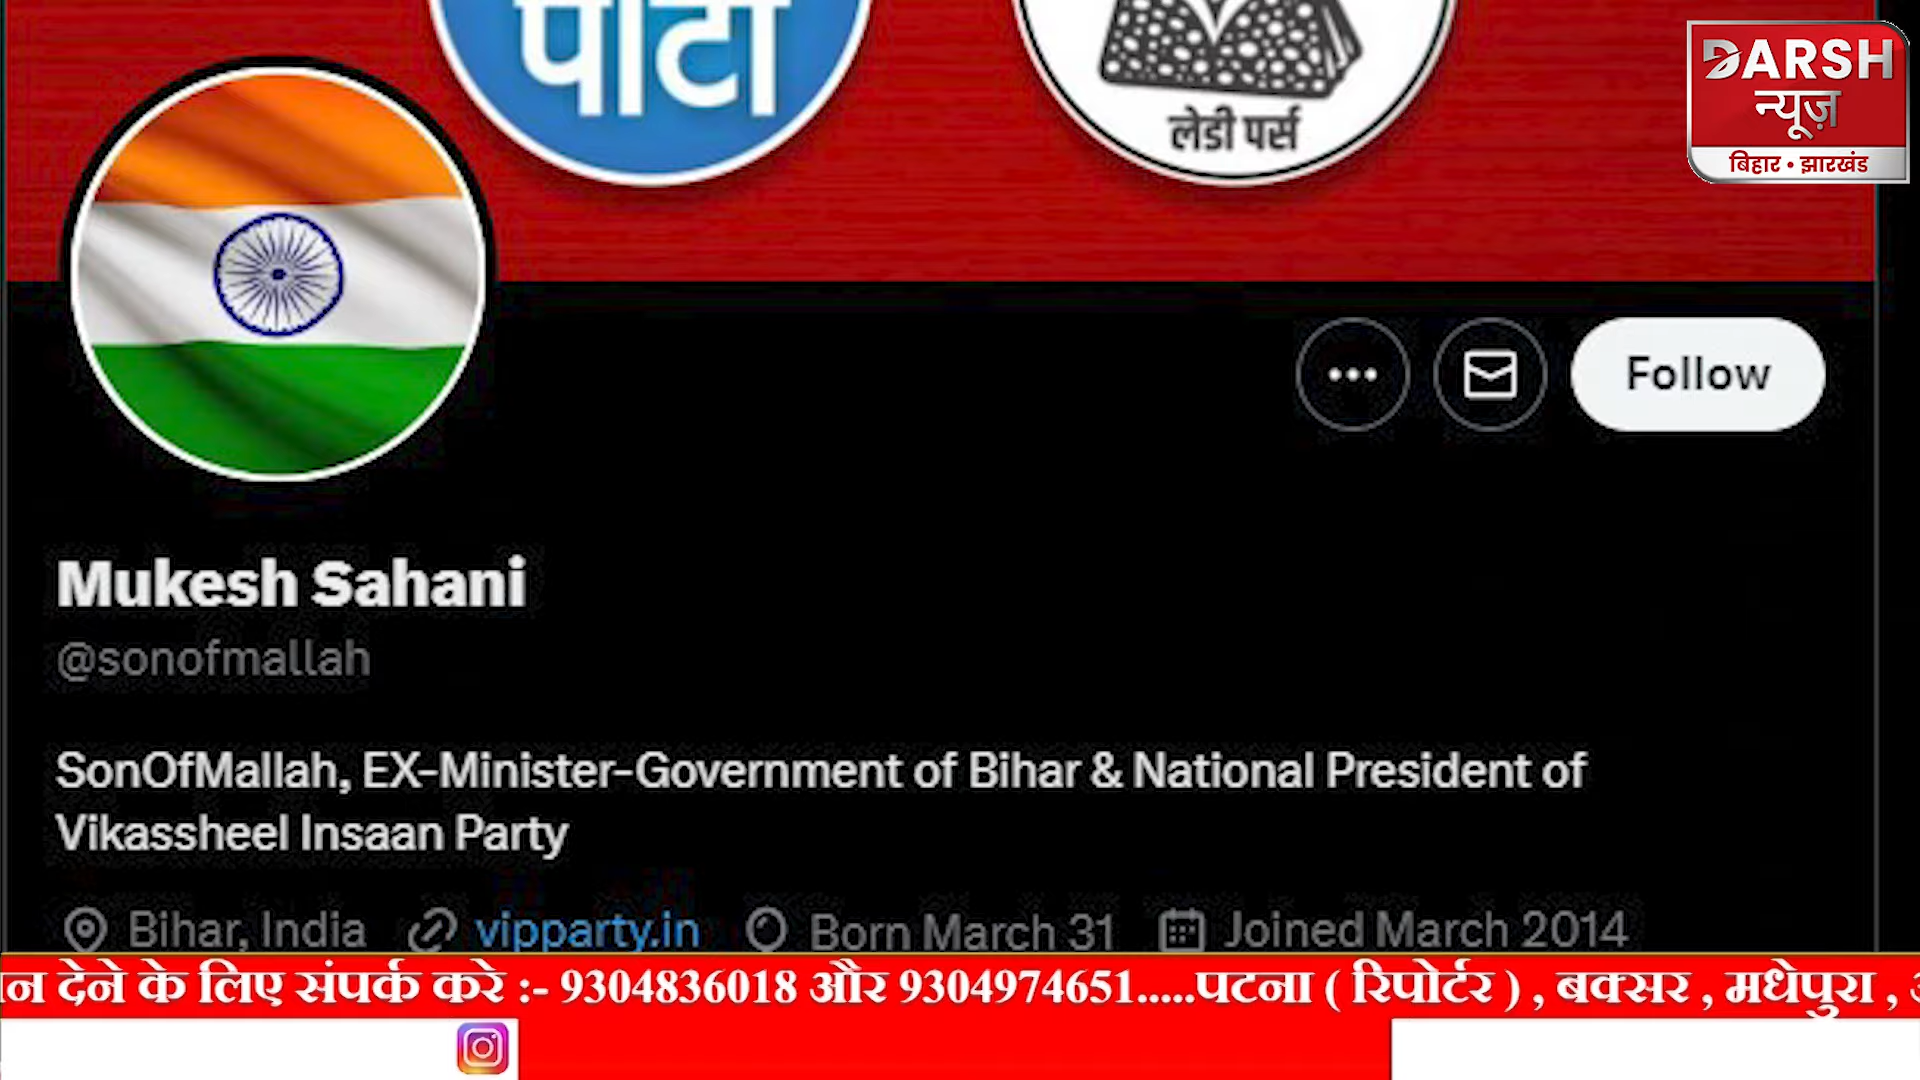 पार्टी
लेडी पर्स
DARSH
न्यूज़
बिहार • झारखंड
Follow
Mukesh Sahani
@sonofmallah
SonOfMallah, EX-Minister-Government of Bihar & National President of
Vikassheel Insaan Party
Bihar, India vipparty.in Born March 31 Joined March 2014
देने के लिए संपर्क करे :- 9304836018 और 9304974651.....पटना ( रिपोर्टर ) , बक्सर , मधेपुरा ,